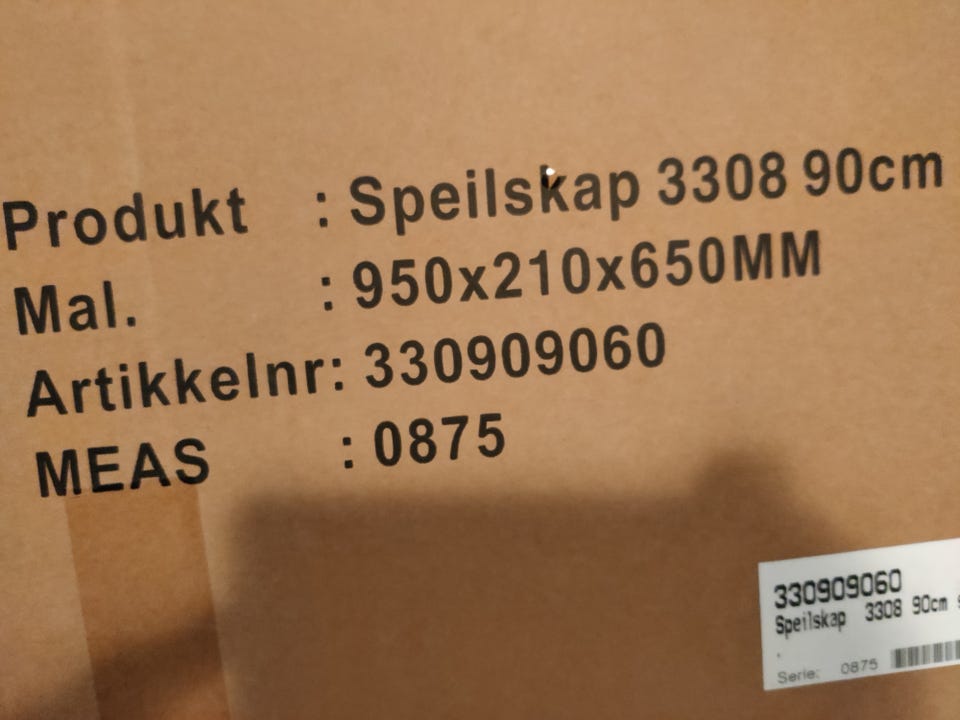 Produkt : Speilskap 3308 90cm
Mal. : 950x210x650MM
Artikkelnr: 330909060
MEAS : 0875
330909060
Speilskap 3308 90cm
.
Serie: 0875